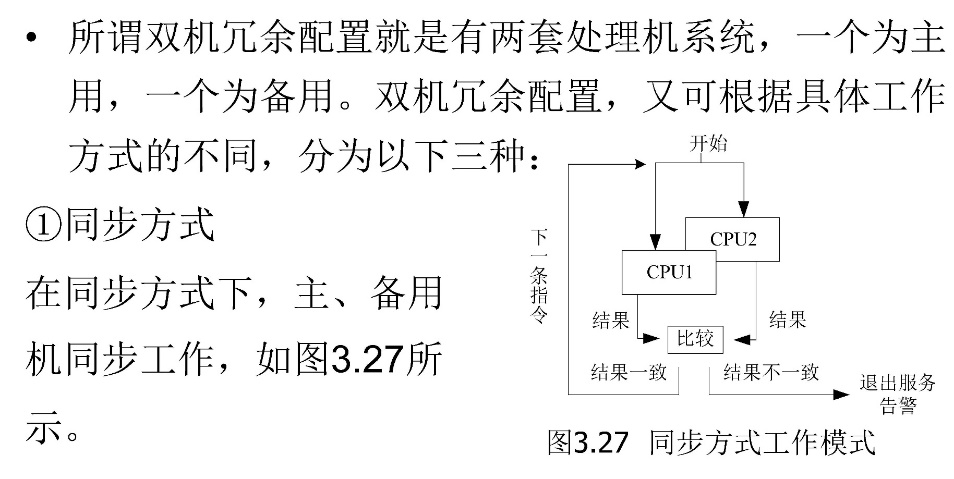 • 所谓双机冗余配置就是有两套处理机系统，一个为主
用，一个为备用。双机冗余配置，又可根据具体工作
方式的不同，分为以下三种：
①同步方式
在同步方式下，主、备用
机同步工作，如图3.27所
示。
开始
CPU2
CPU1
下一条指令
结果
结果
比较
结果一致
结果不一致
退出服务
告警
图3.27 同步方式工作模式